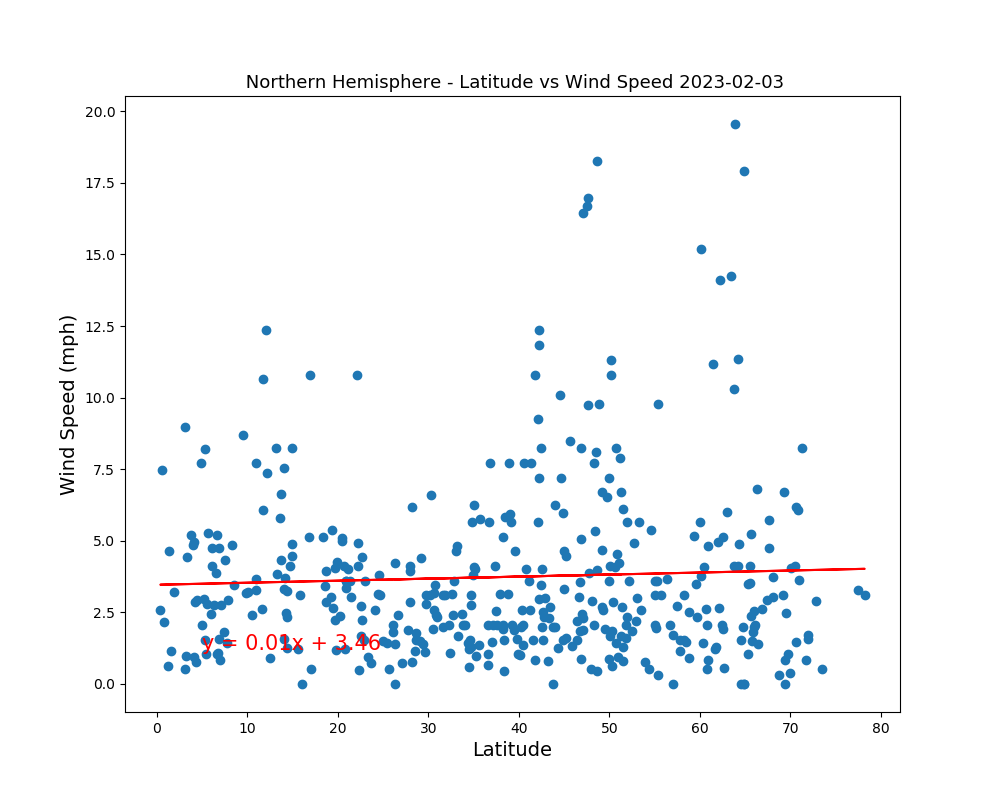 Northern Hemisphere - Latitude vs Wind Speed 2023-02-03
20.0
17.5
15.0
12.5
10.0
7.5
5.0
2.5
0.0
Wind Speed (mph)
y = 0.01x + 3.46
0 10 20 30 40 50 60 70 80
Latitude